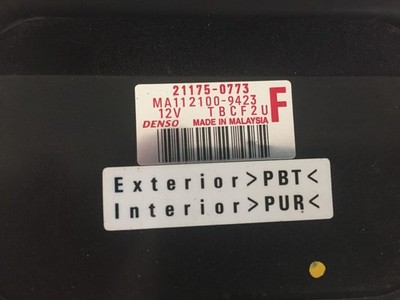 21175-0773
MA112100-9423
12V TBCF2U F
DENSO MADE IN MALAYSIA
Exterior>PBT<
Interior>PUR<